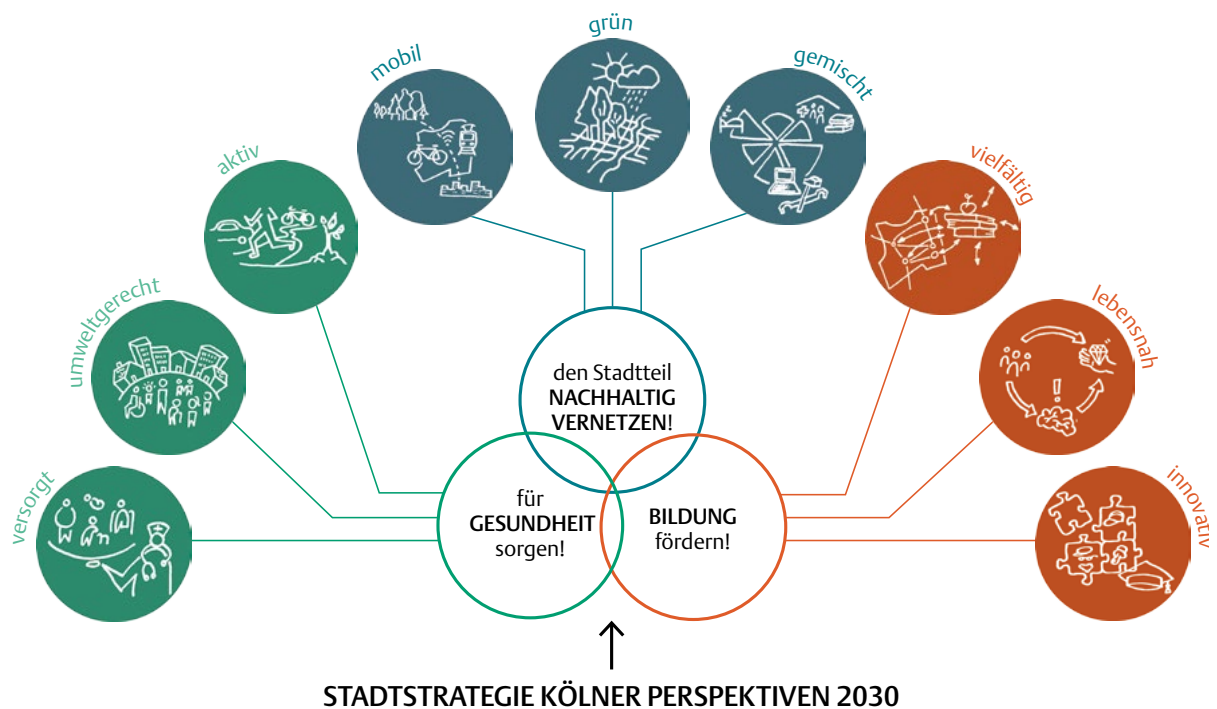 versorgt
umweltgerecht
aktiv
mobil
grün
gemischt
vielfältig
lebensnah
innovativ
den Stadtteil
NACHHALTIG
VERNETZEN!
für
GESUNDHEIT
sorgen!
BILDUNG
fördern!
STADTSTRATEGIE KÖLNER PERSPEKTIVEN 2030